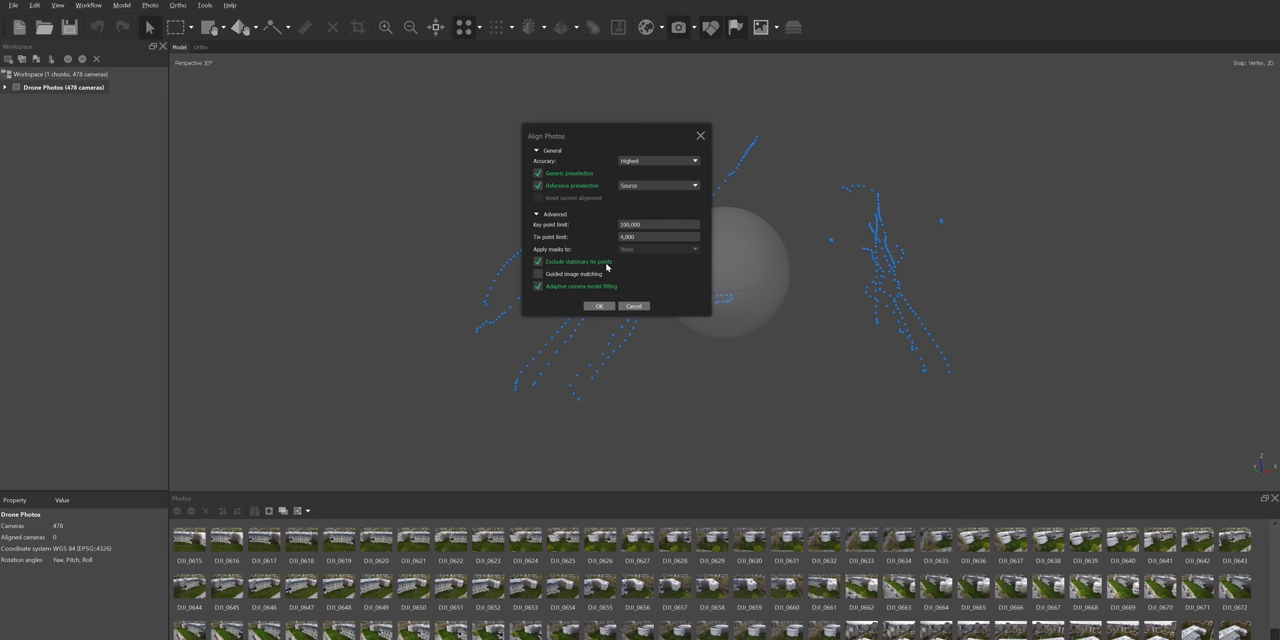 File Edit View Workflow Model Photo Ortho Tools Help
Workspace
Model Ortho
Perspective 30°
Snap: Vertex, 2D
Workspace (1 chunks, 478 cameras)
Drone Photos (478 cameras)
Align Photos
General
Accuracy: Highest
Generic preselection
Reference preselection Source
Reset current alignment
Advanced
Key point limit: 100,000
Tie point limit: 4,000
Apply masks to: None
Exclude stationary tie points
Guided image matching
Adaptive camera model fitting
OK Cancel
Z
Y X
Property Value
Drone Photos
Cameras 478
Aligned cameras 0
Coordinate system WGS 84 (EPSG::4326)
Rotation angles Yaw, Pitch, Roll
Photos
DJI_0615 DJI_0616 DJI_0617 DJI_0618 DJI_0619 DJI_0620 DJI_0621 DJI_0622 DJI_0623 DJI_0624 DJI_0625 DJI_0626 DJI_0627 DJI_0628 DJI_0629 DJI_0630 DJI_0631 DJI_0632 DJI_0633 DJI_0634 DJI_0635 DJI_0636 DJI_0637 DJI_0638 DJI_0639 DJI_0640 DJI_0641 DJI_0642 DJI_0643
DJI_0644 DJI_0645 DJI_0646 DJI_0647 DJI_0648 DJI_0649 DJI_0650 DJI_0651 DJI_0652 DJI_0653 DJI_0654 DJI_0655 DJI_0656 DJI_0657 DJI_0658 DJI_0659 DJI_0660 DJI_0661 DJI_0662 DJI_0663 DJI_0664 DJI_0665 DJI_0666 DJI_0667 DJI_0668 DJI_0669 DJI_0670 DJI_0671 DJI_0672